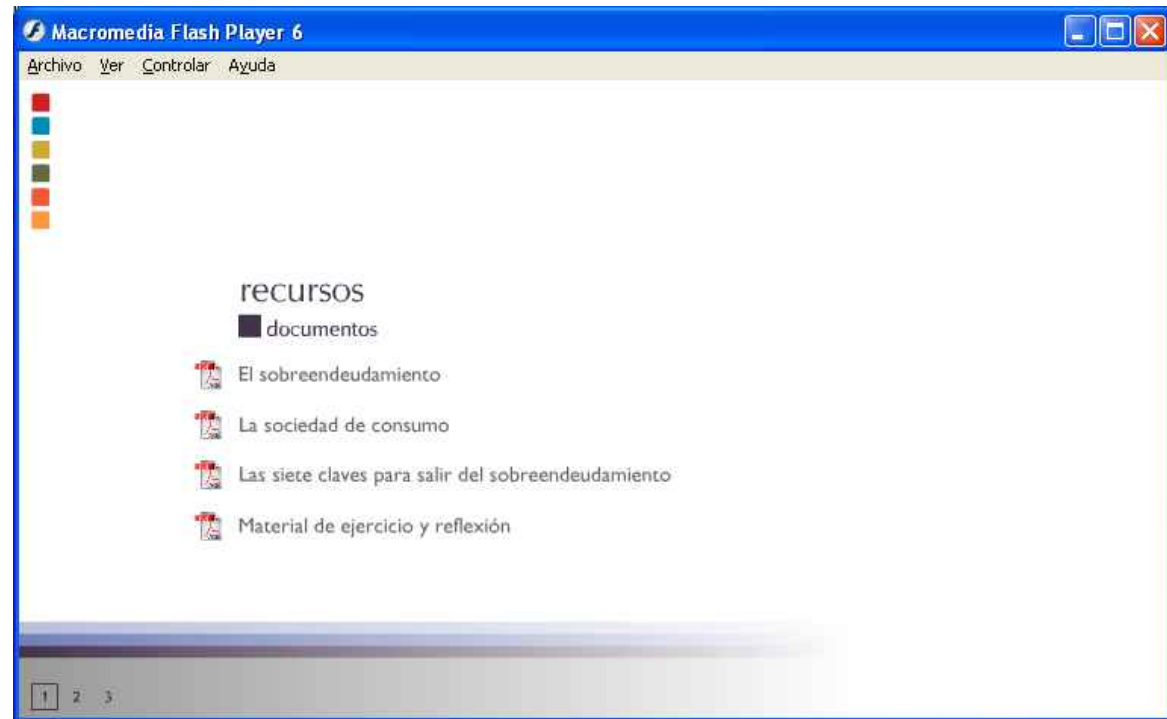 Macromedia Flash Player 6
Archivo Ver Controlar Ayuda
recursos
documentos
El sobreendeudamiento
La sociedad de consumo
Las siete claves para salir del sobreendeudamiento
Material de ejercicio y reflexión
1 2 3